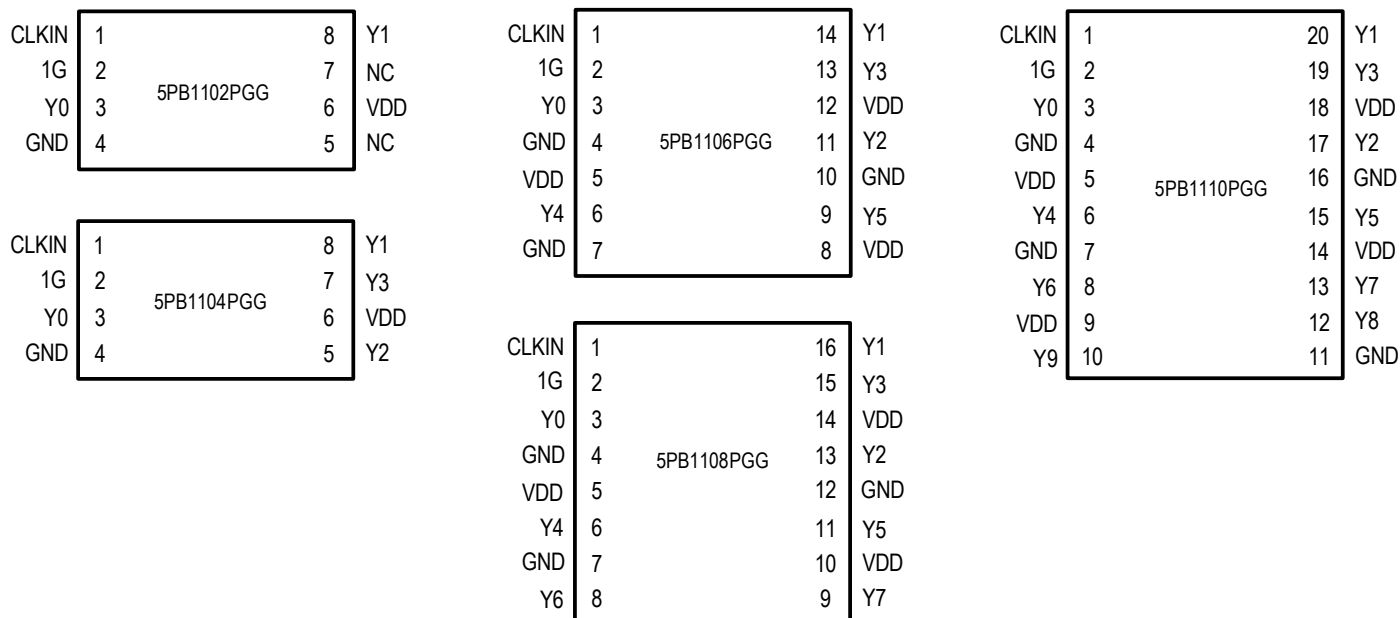 CLKIN 1 8 Y1
1G 2 7 NC
5PB1102PGG
Y0 3 6 VDD
GND 4 5 NC
CLKIN 1 8 Y1
1G 2 7 Y3
5PB1104PGG
Y0 3 6 VDD
GND 4 5 Y2
CLKIN 1 14 Y1
1G 2 13 Y3
Y0 3 12 VDD
GND 4 5PB1106PGG 11 Y2
VDD 5 10 GND
Y4 6 9 Y5
GND 7 8 VDD
CLKIN 1 16 Y1
1G 2 15 Y3
Y0 3 14 VDD
GND 4 5PB1108PGG 13 Y2
VDD 5 12 GND
Y4 6 11 Y5
GND 7 10 VDD
Y6 8 9 Y7
CLKIN 1 20 Y1
1G 2 19 Y3
Y0 3 18 VDD
GND 4 17 Y2
VDD 5 5PB1110PGG 16 GND
Y4 6 15 Y5
GND 7 14 VDD
Y6 8 13 Y7
VDD 9 12 Y8
Y9 10 11 GND